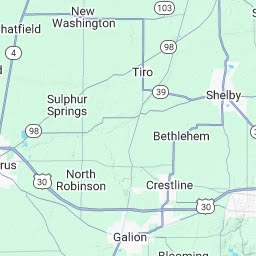 New
Washington
103
hatfield
4
98
Tiro
39
Shelby
Sulphur
Springs
98
Bethlehem
rus
30
North
Robinson
Crestline
30
Galion
Blooming